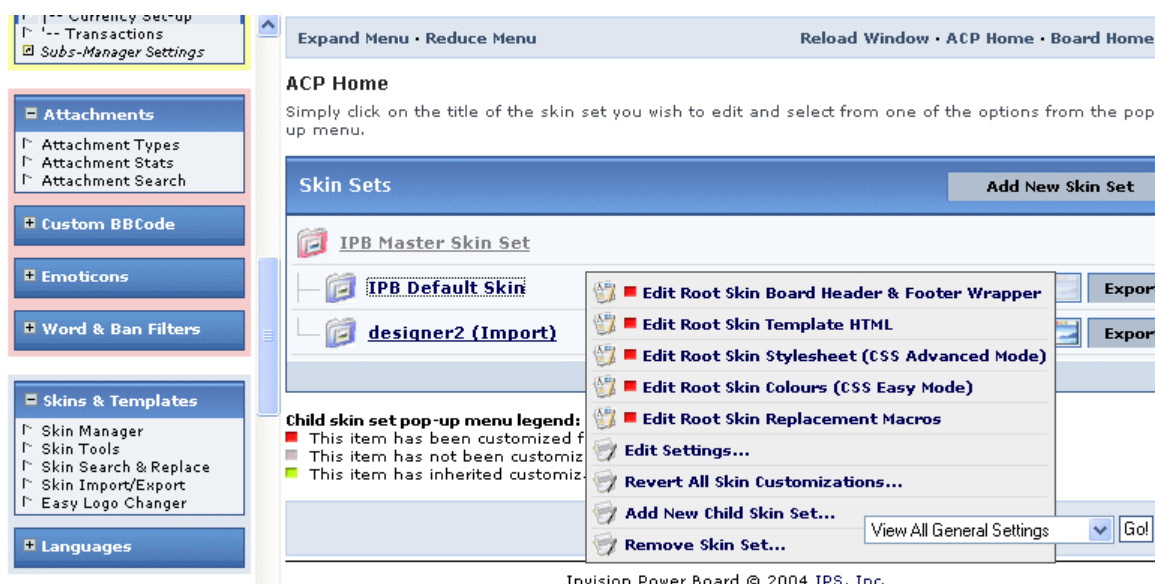 |-- Currency Set-up
'-- Transactions
Subs-Manager Settings
Attachments
Attachment Types
Attachment Stats
Attachment Search
Custom BBCode
Emoticons
Word & Ban Filters
Skins & Templates
Skin Manager
Skin Tools
Skin Search & Replace
Skin Import/Export
Easy Logo Changer
Languages
Expand Menu · Reduce Menu
Reload Window · ACP Home · Board Home
ACP Home
Simply click on the title of the skin set you wish to edit and select from one of the options from the pop
up menu.
Skin Sets
Add New Skin Set
IPB Master Skin Set
IPB Default Skin
Export
designer2 (Import)
Export
Edit Root Skin Board Header & Footer Wrapper
Edit Root Skin Template HTML
Edit Root Skin Stylesheet (CSS Advanced Mode)
Edit Root Skin Colours (CSS Easy Mode)
Edit Root Skin Replacement Macros
Edit Settings...
Revert All Skin Customizations...
Add New Child Skin Set...
Remove Skin Set...
Child skin set pop-up menu legend:
This item has been customized f
This item has not been customiz
This item has inherited customiz
View All General Settings
Go!
Invision Power Board © 2004 IPS, Inc.